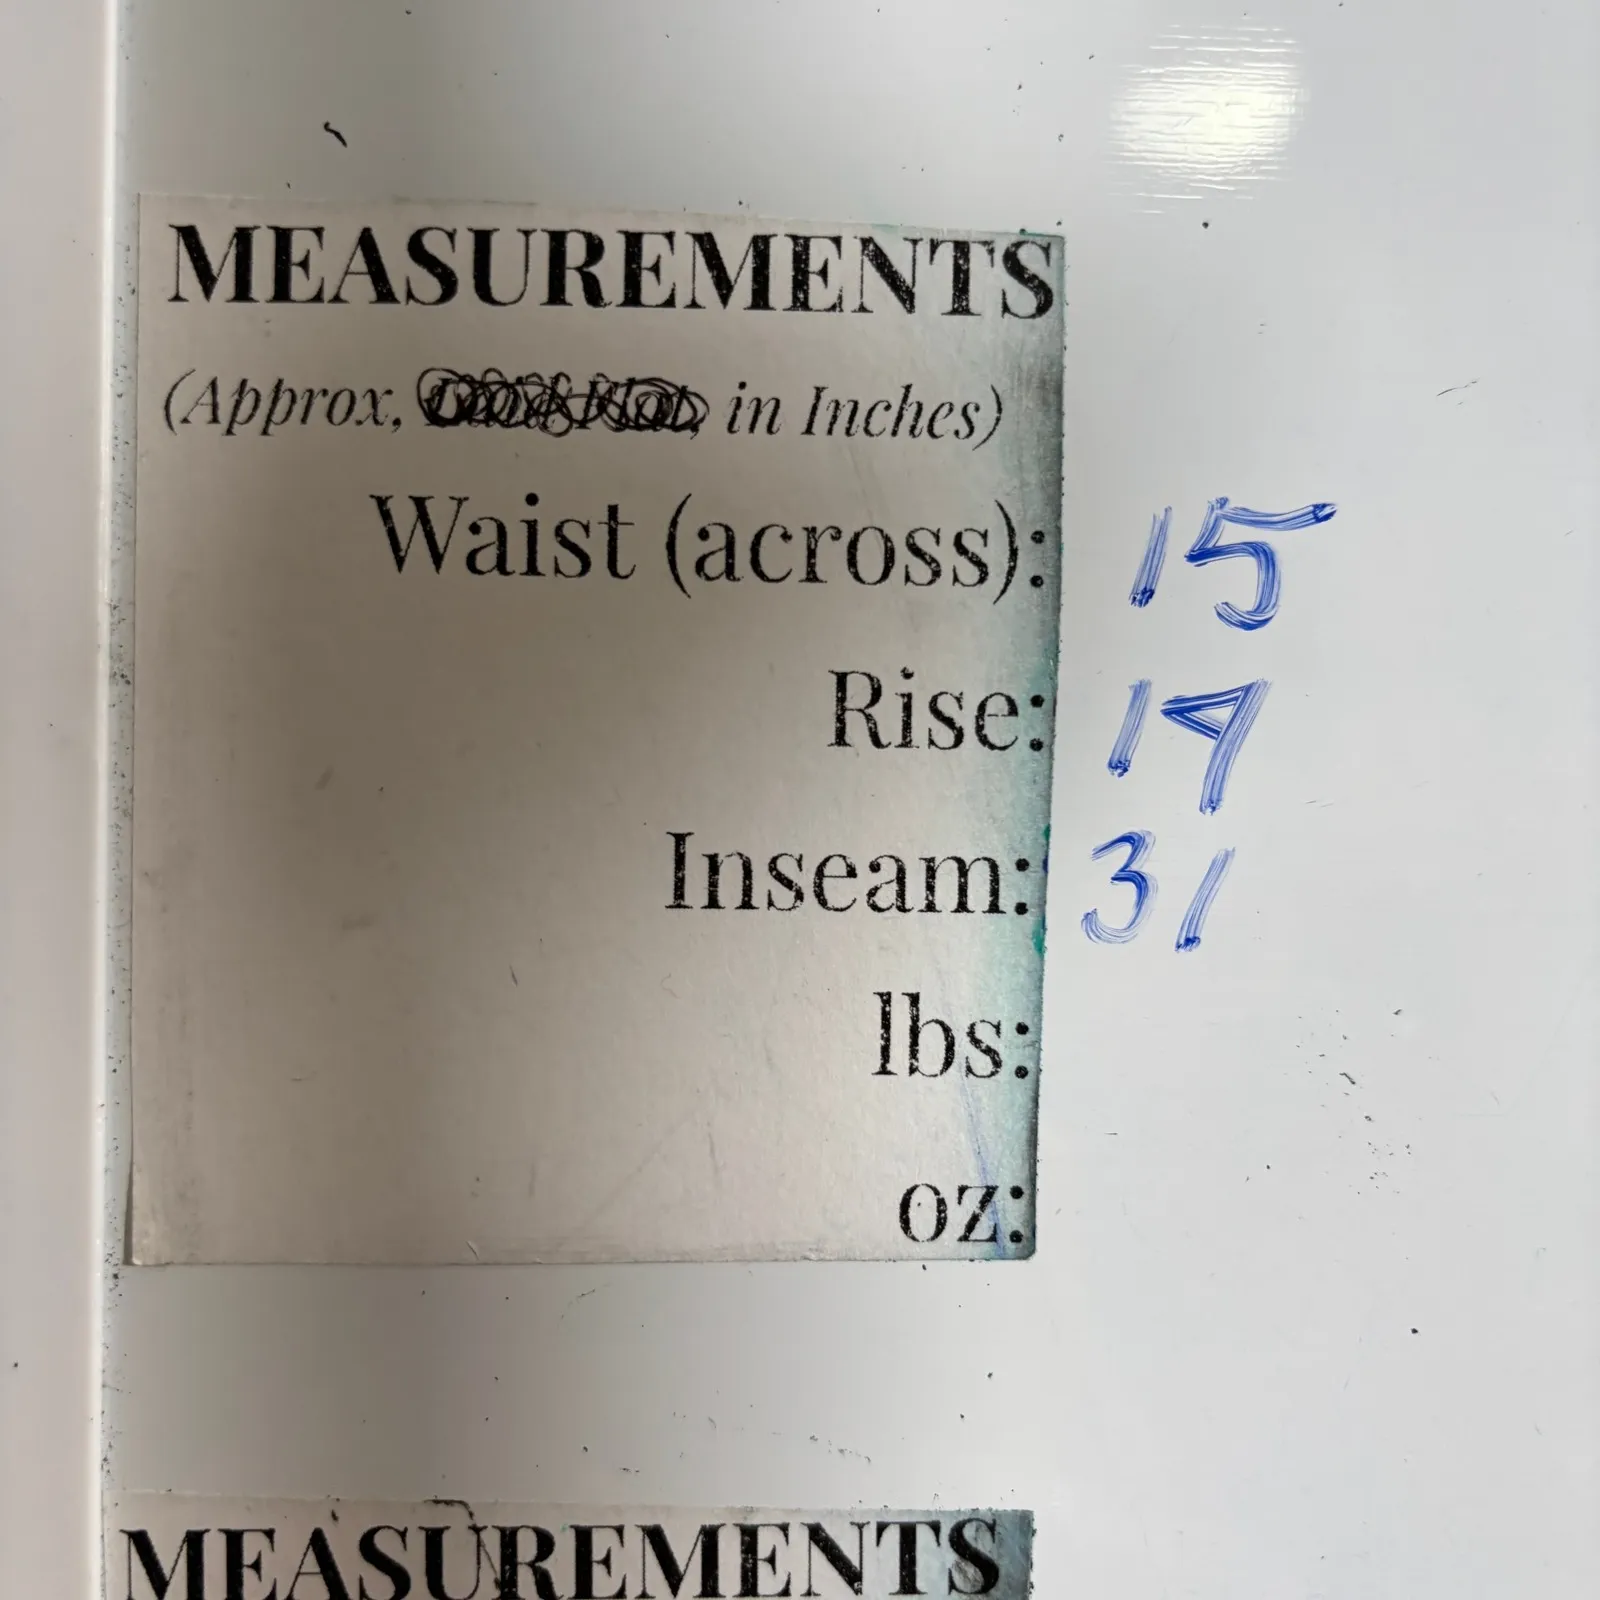 MEASUREMENTS
(Approx, in Inches)
Waist (across): 15
Rise: 19
Inseam: 31
lbs:
oz:
MEASUREMENTS